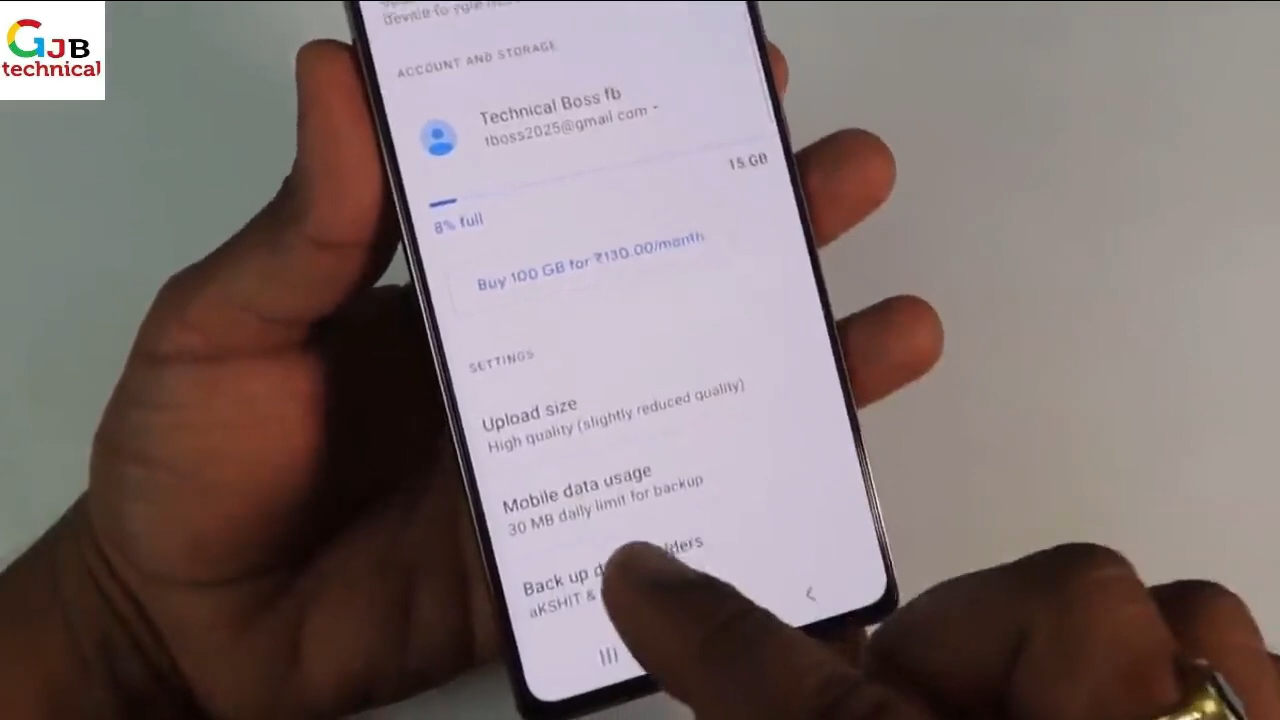 GJB
technical
ACCOUNT AND STORAGE
Technical Boss fb
tboss2025@gmail.com
15 GB
8% full
Buy 100 GB for ₹130.00/month
SETTINGS
Upload size
High quality (slightly reduced quality)
Mobile data usage
30 MB daily limit for backup
Back up
aKSHIT &